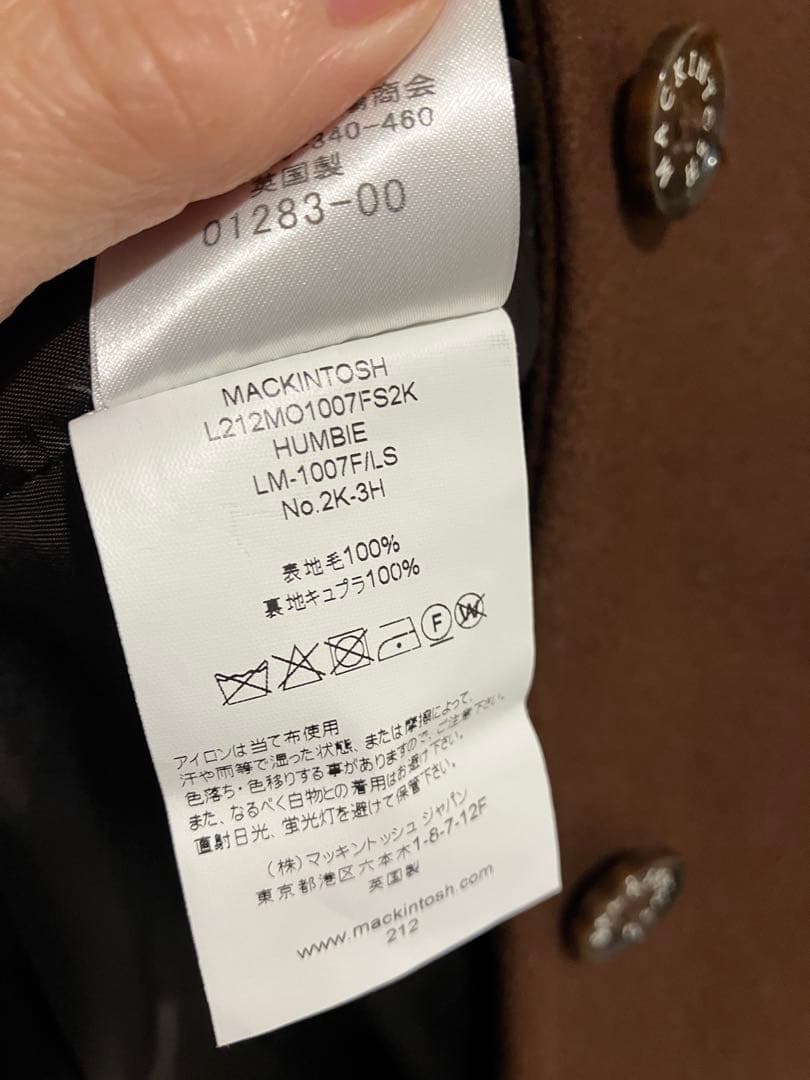 商会
340-460
英国製
01283-00
MACKINTOSH
L212MO1007FS2K
HUMBIE
LM-1007F/LS
No.2K-3H
表地毛100%
裏地キュプラ100%
F
W
アイロンは当て布使用
汗や雨等で湿った状態、または摩擦によって、
色落ち・色移りする事がありますので、ご注意下さい。
また、なるべく白物との着用はお避け下さい。
直射日光、蛍光灯を避けて保管下さい。
(株)マッキントッシュ ジャパン
東京都港区六本木1-8-7-12F
英国製
www.mackintosh.com
212
MACKINTOSH